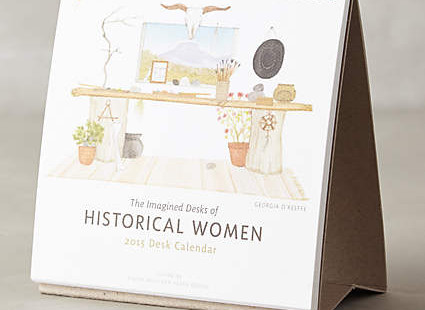 GEORGIA O'KEEFFE
The Imagined Desks of
HISTORICAL WOMEN
2015 Desk Calendar